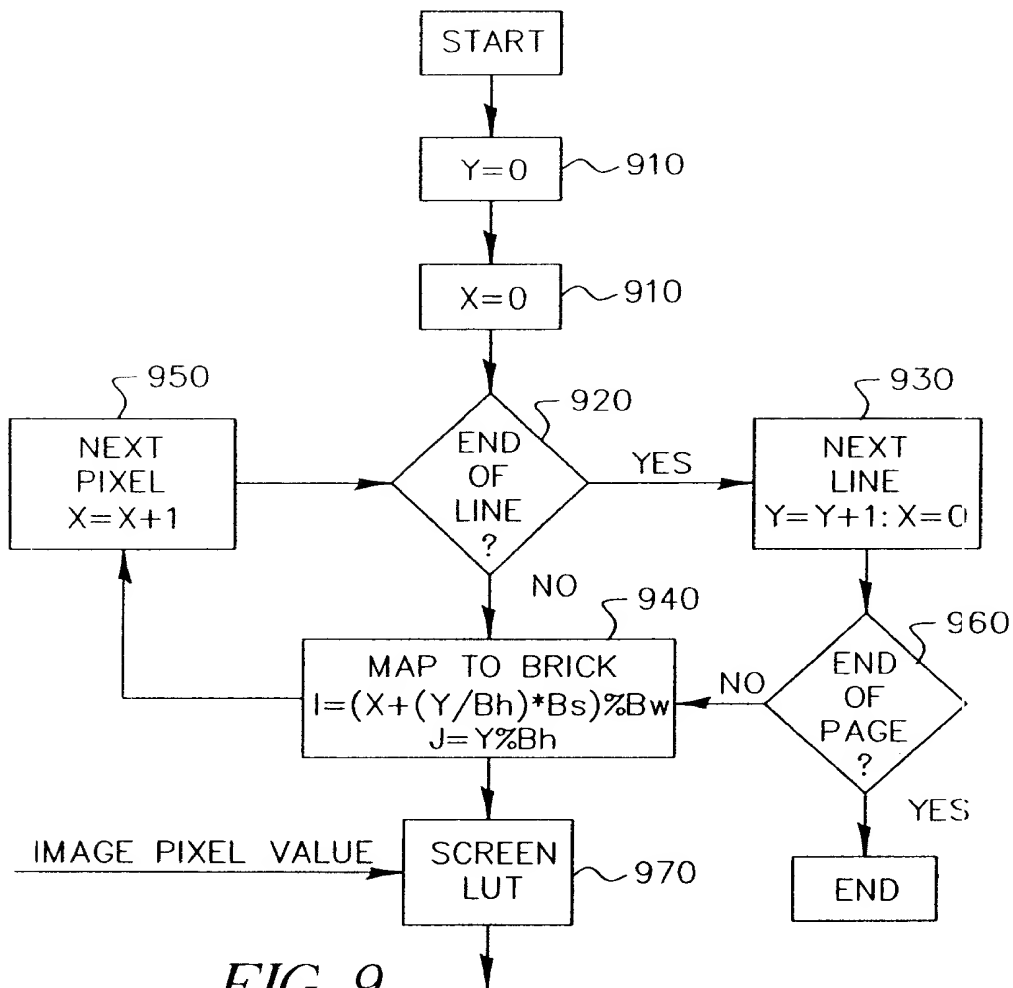 START
Y=0
910
X=0
910
950
NEXT
PIXEL
X=X+1
920
END
OF
LINE
?
YES
930
NEXT
LINE
Y=Y+1:X=0
NO
940
MAP TO BRICK
I=(X+(Y/Bh)*Bs)%Bw
J=Y%Bh
960
END
OF
PAGE
?
NO
YES
END
IMAGE PIXEL VALUE
SCREEN
LUT
970
FIG. 9